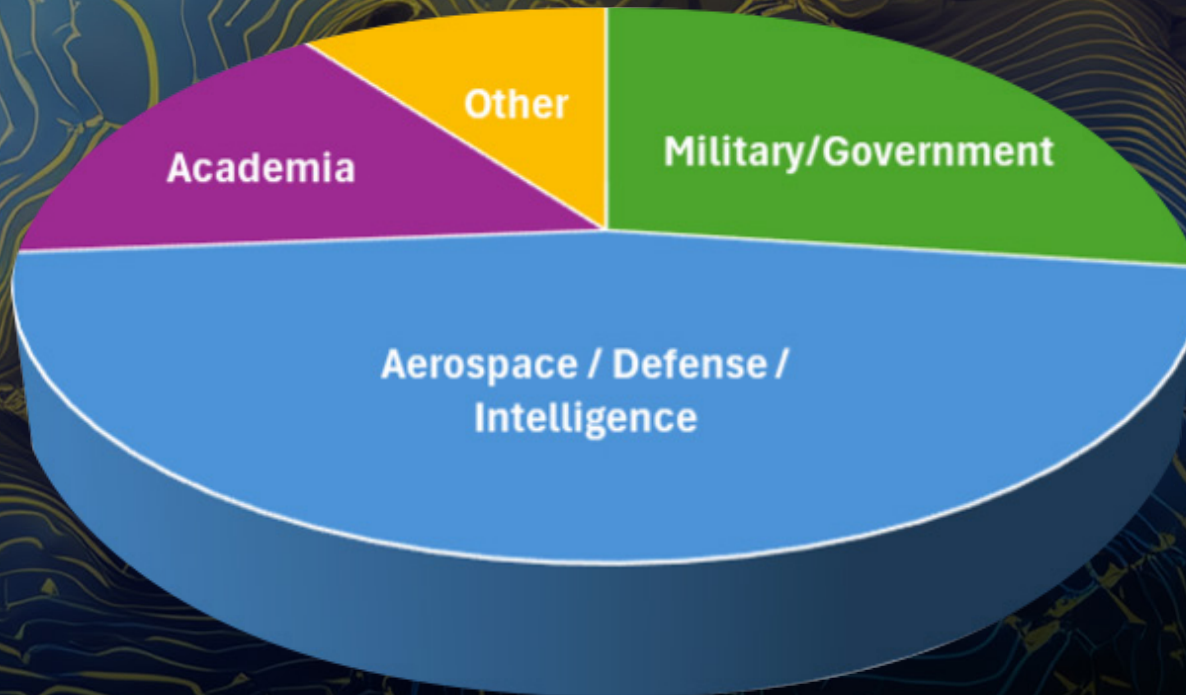 Other
Military/Government
Academia
Aerospace / Defense /
Intelligence